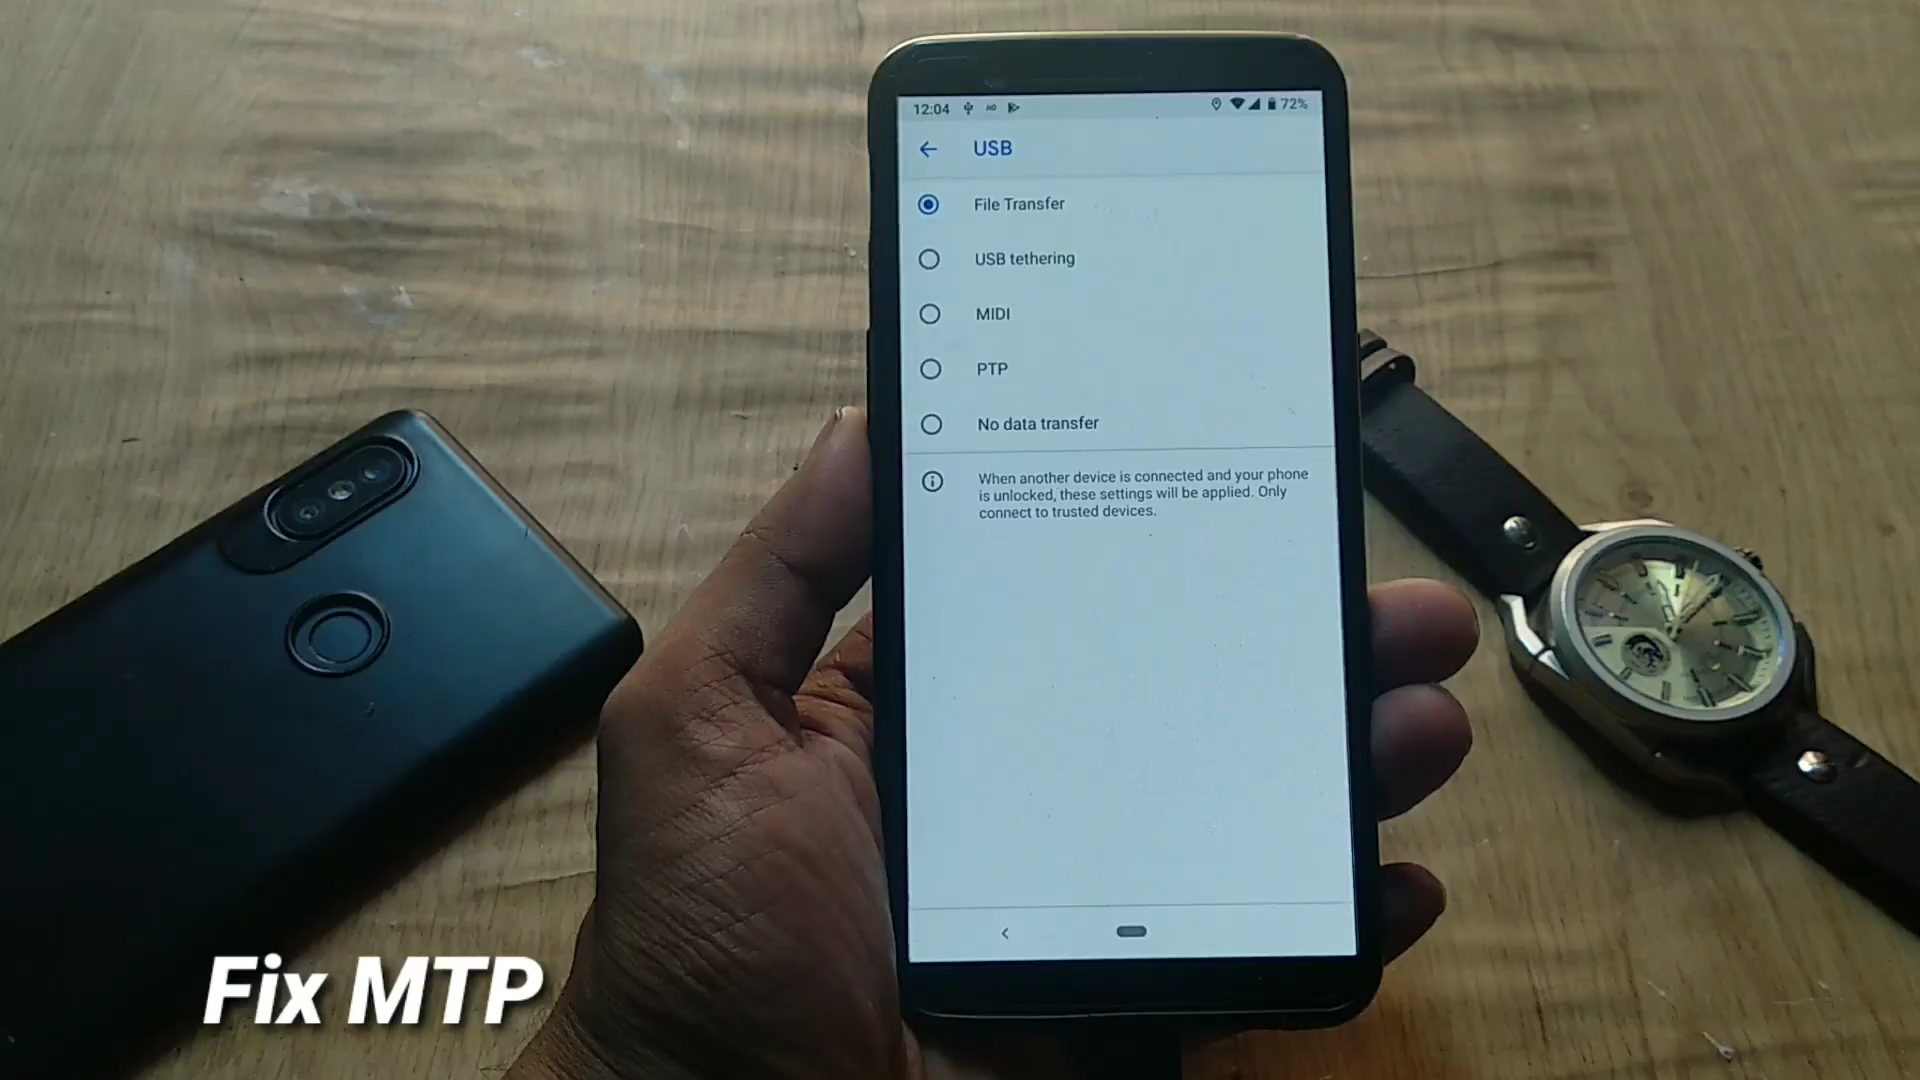 12:04
72%
USB
File Transfer
USB tethering
MIDI
PTP
No data transfer
When another device is connected and your phone
is unlocked, these settings will be applied. Only
connect to trusted devices.
Fix MTP